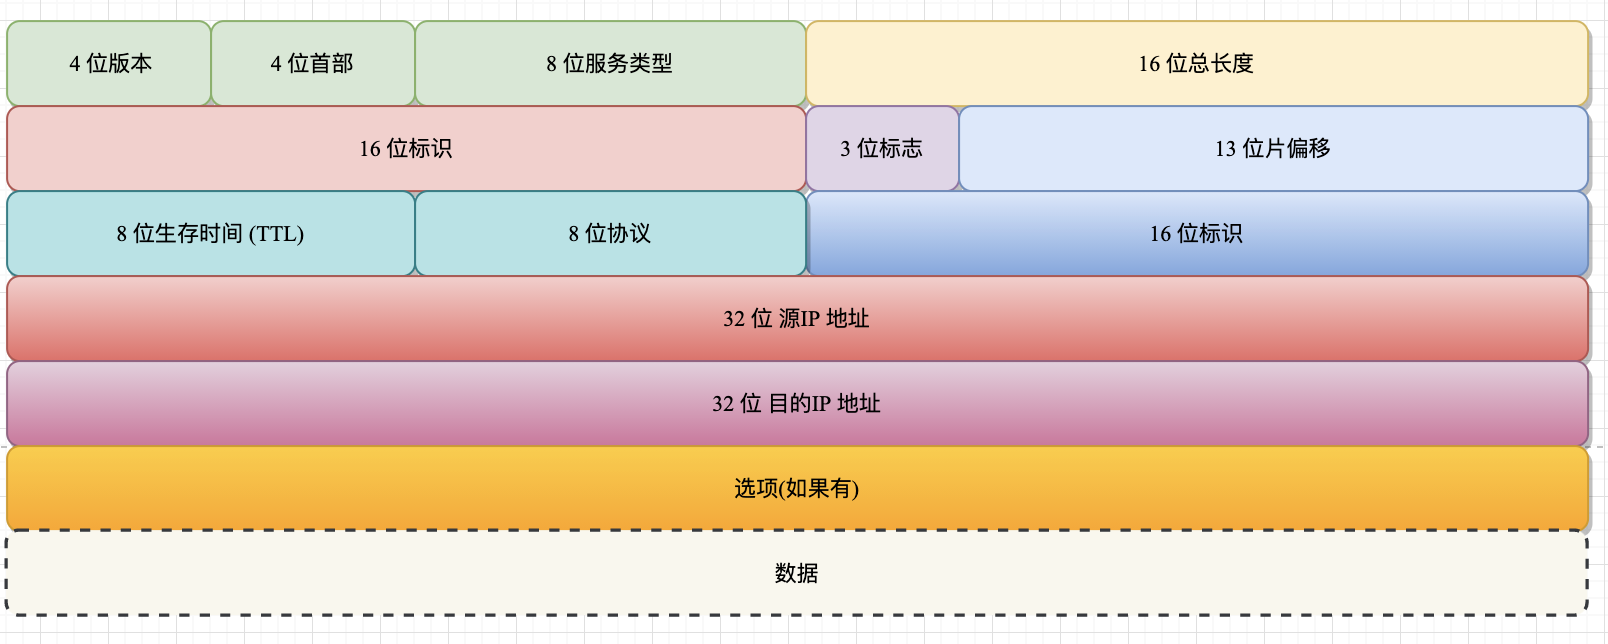 4 位版本
4 位首部
8 位服务类型
16 位总长度
16 位标识
3 位标志
13 位片偏移
8 位生存时间 (TTL)
8 位协议
16 位标识
32 位 源IP 地址
32 位 目的IP 地址
选项(如果有)
数据